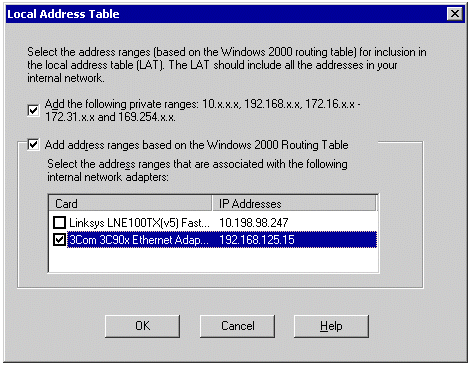 Local Address Table
Select the address ranges (based on the Windows 2000 routing table) for inclusion in
the local address table (LAT). The LAT should include all the addresses in your
internal network.
Add the following private ranges: 10.x.x.x, 192.168.x.x, 172.16.x.x -
172.31.x.x and 169.254.x.x.
Add address ranges based on the Windows 2000 Routing Table
Select the address ranges that are associated with the following
internal network adapters:
Card IP Addresses
Linksys LNE100TX(v5) Fast... 10.198.98.247
3Com 3C90x Ethernet Adap... 192.168.125.15
OK Cancel Help